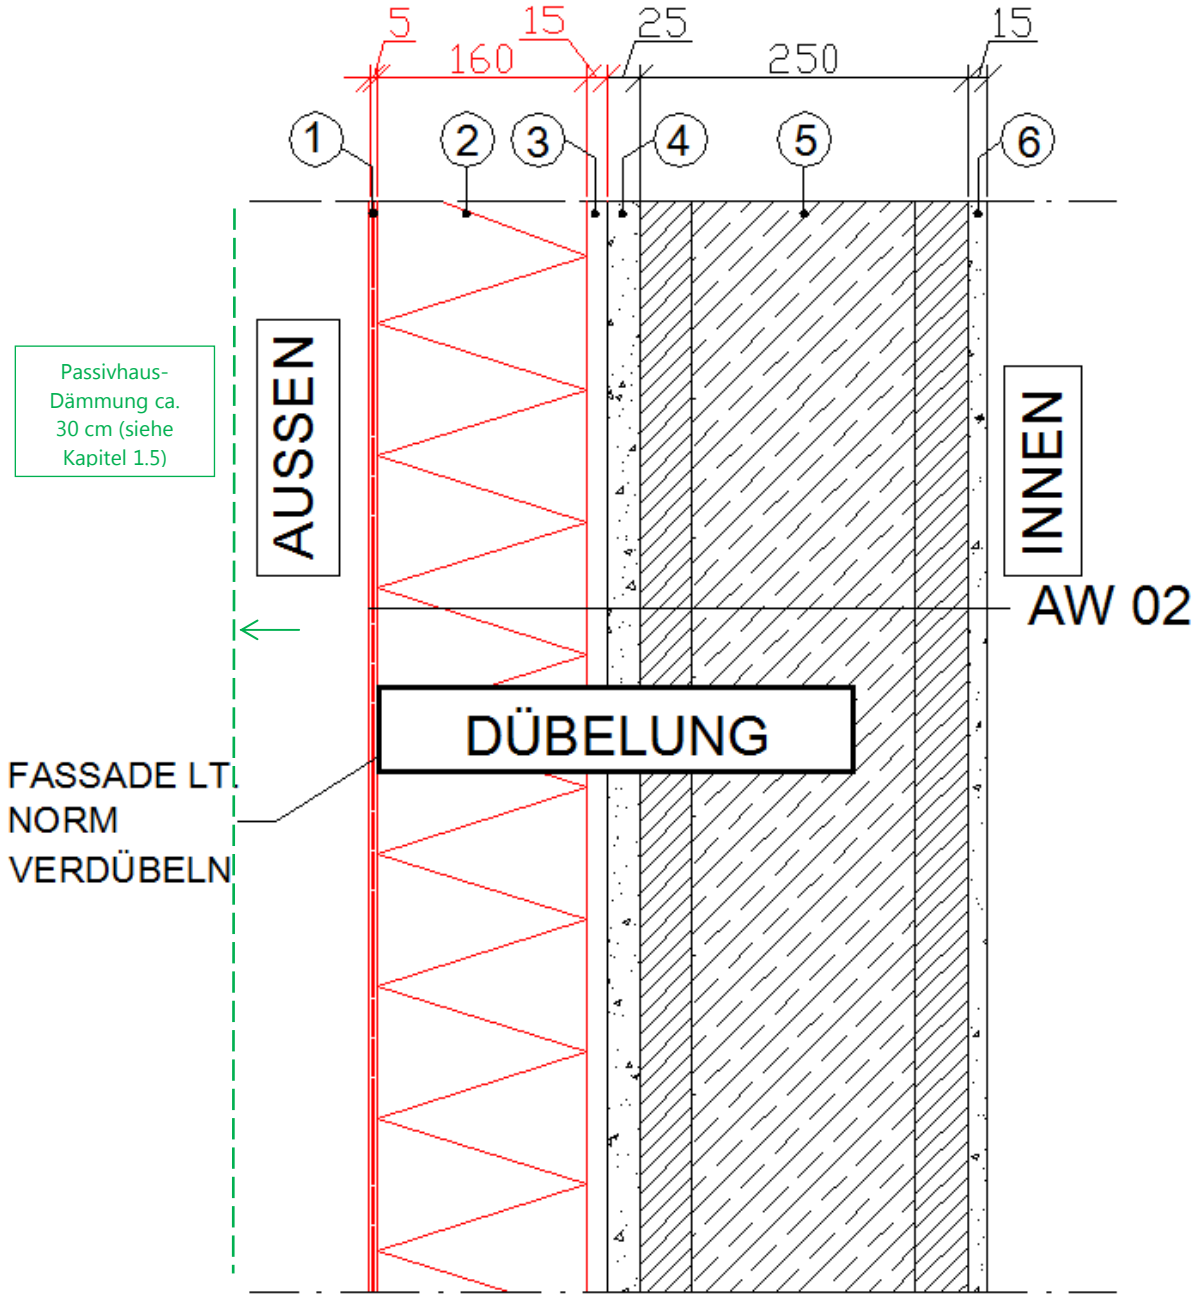 5
160
15
25
250
15
1
2
3
4
5
6
AUSSEN
INNEN
Passivhaus-
Dämmung ca.
30 cm (siehe
Kapitel 1.5)
AW 02
DÜBELUNG
FASSADE LT.
NORM
VERDÜBELN